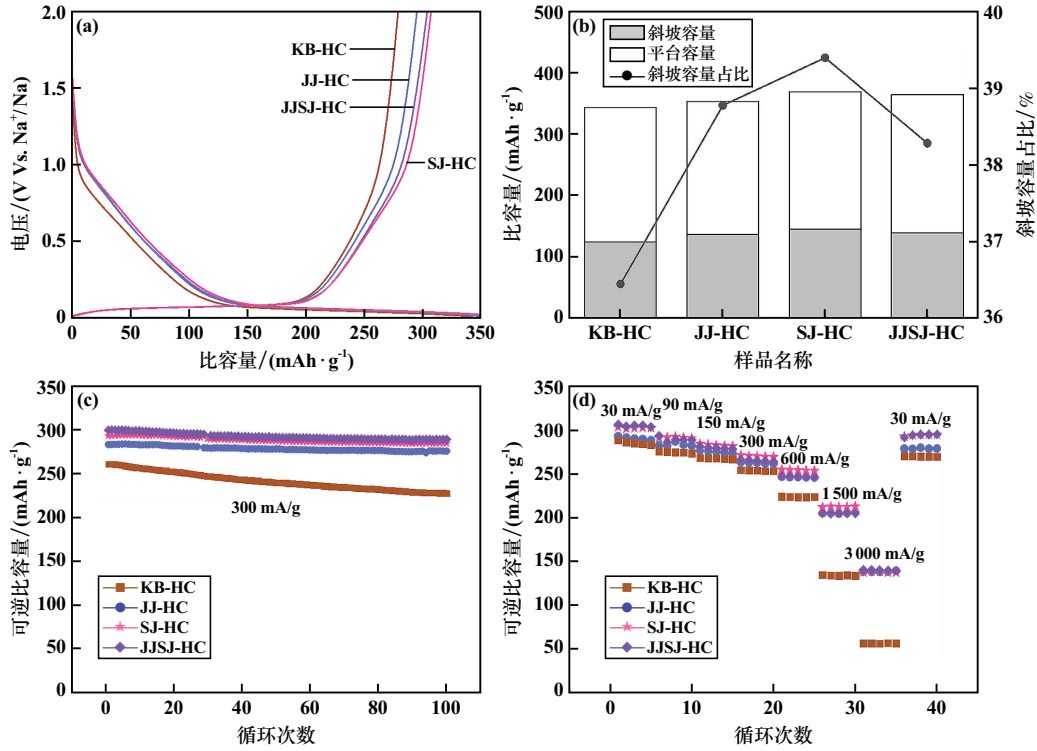 (a)
2.0
1.5
1.0
0.5
0
电压/(V Vs. Na⁺/Na)
KB-HC
JJ-HC
JJSJ-HC
SJ-HC
0 50 100 150 200 250 300 350
比容量/(mAh·g⁻¹)
(b)
斜坡容量
平台容量
斜坡容量占比
500
400
300
200
100
0
比容量/(mAh·g⁻¹)
40
39
38
37
36
斜坡容量占比/%
KB-HC JJ-HC SJ-HC JJSJ-HC
样品名称
(c)
350
300
250
200
150
100
50
0
可逆比容量/(mAh·g⁻¹)
300 mA/g
KB-HC
JJ-HC
SJ-HC
JJSJ-HC
0 20 40 60 80 100
循环次数
(d)
350
300
250
200
150
100
50
0
可逆比容量/(mAh·g⁻¹)
30 mA/g
90 mA/g
150 mA/g
300 mA/g
600 mA/g
1 500 mA/g
3 000 mA/g
30 mA/g
KB-HC
JJ-HC
SJ-HC
JJSJ-HC
0 10 20 30 40
循环次数